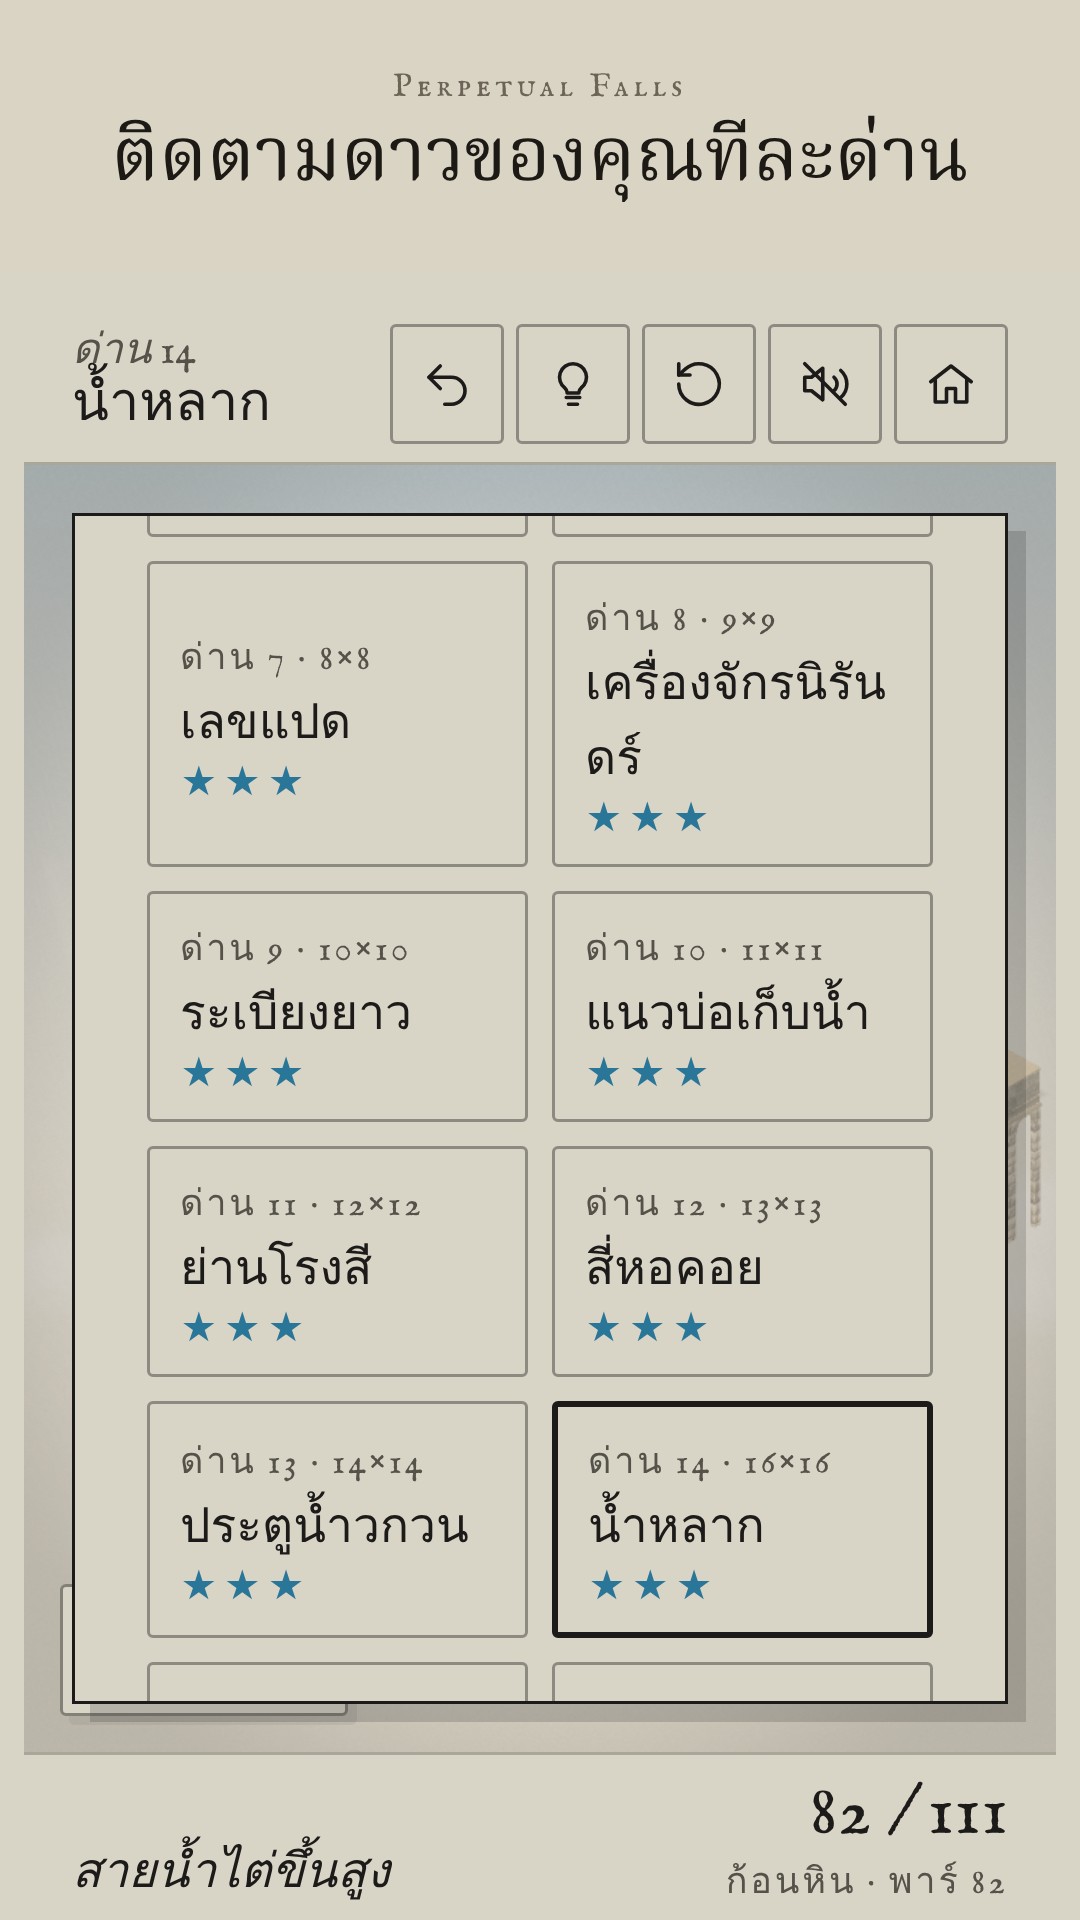 Perpetual Falls
ติดตามดาวของคุณทีละด่าน
ด่าน 14
น้ำหลาก
ด่าน 7 · 8×8
เลขแปด
★ ★ ★
ด่าน 8 · 9×9
เครื่องจักรนิรัน
ดร์
★ ★ ★
ด่าน 9 · 10×10
ระเบียงยาว
★ ★ ★
ด่าน 10 · 11×11
แนวบ่อเก็บน้ำ
★ ★ ★
ด่าน 11 · 12×12
ย่านโรงสี
★ ★ ★
ด่าน 12 · 13×13
สี่หอคอย
★ ★ ★
ด่าน 13 · 14×14
ประตูน้ำวกวน
★ ★ ★
ด่าน 14 · 16×16
น้ำหลาก
★ ★ ★
82 / 111
สายน้ำไต่ขึ้นสูง
ก้อนหิน · พาร์ 82